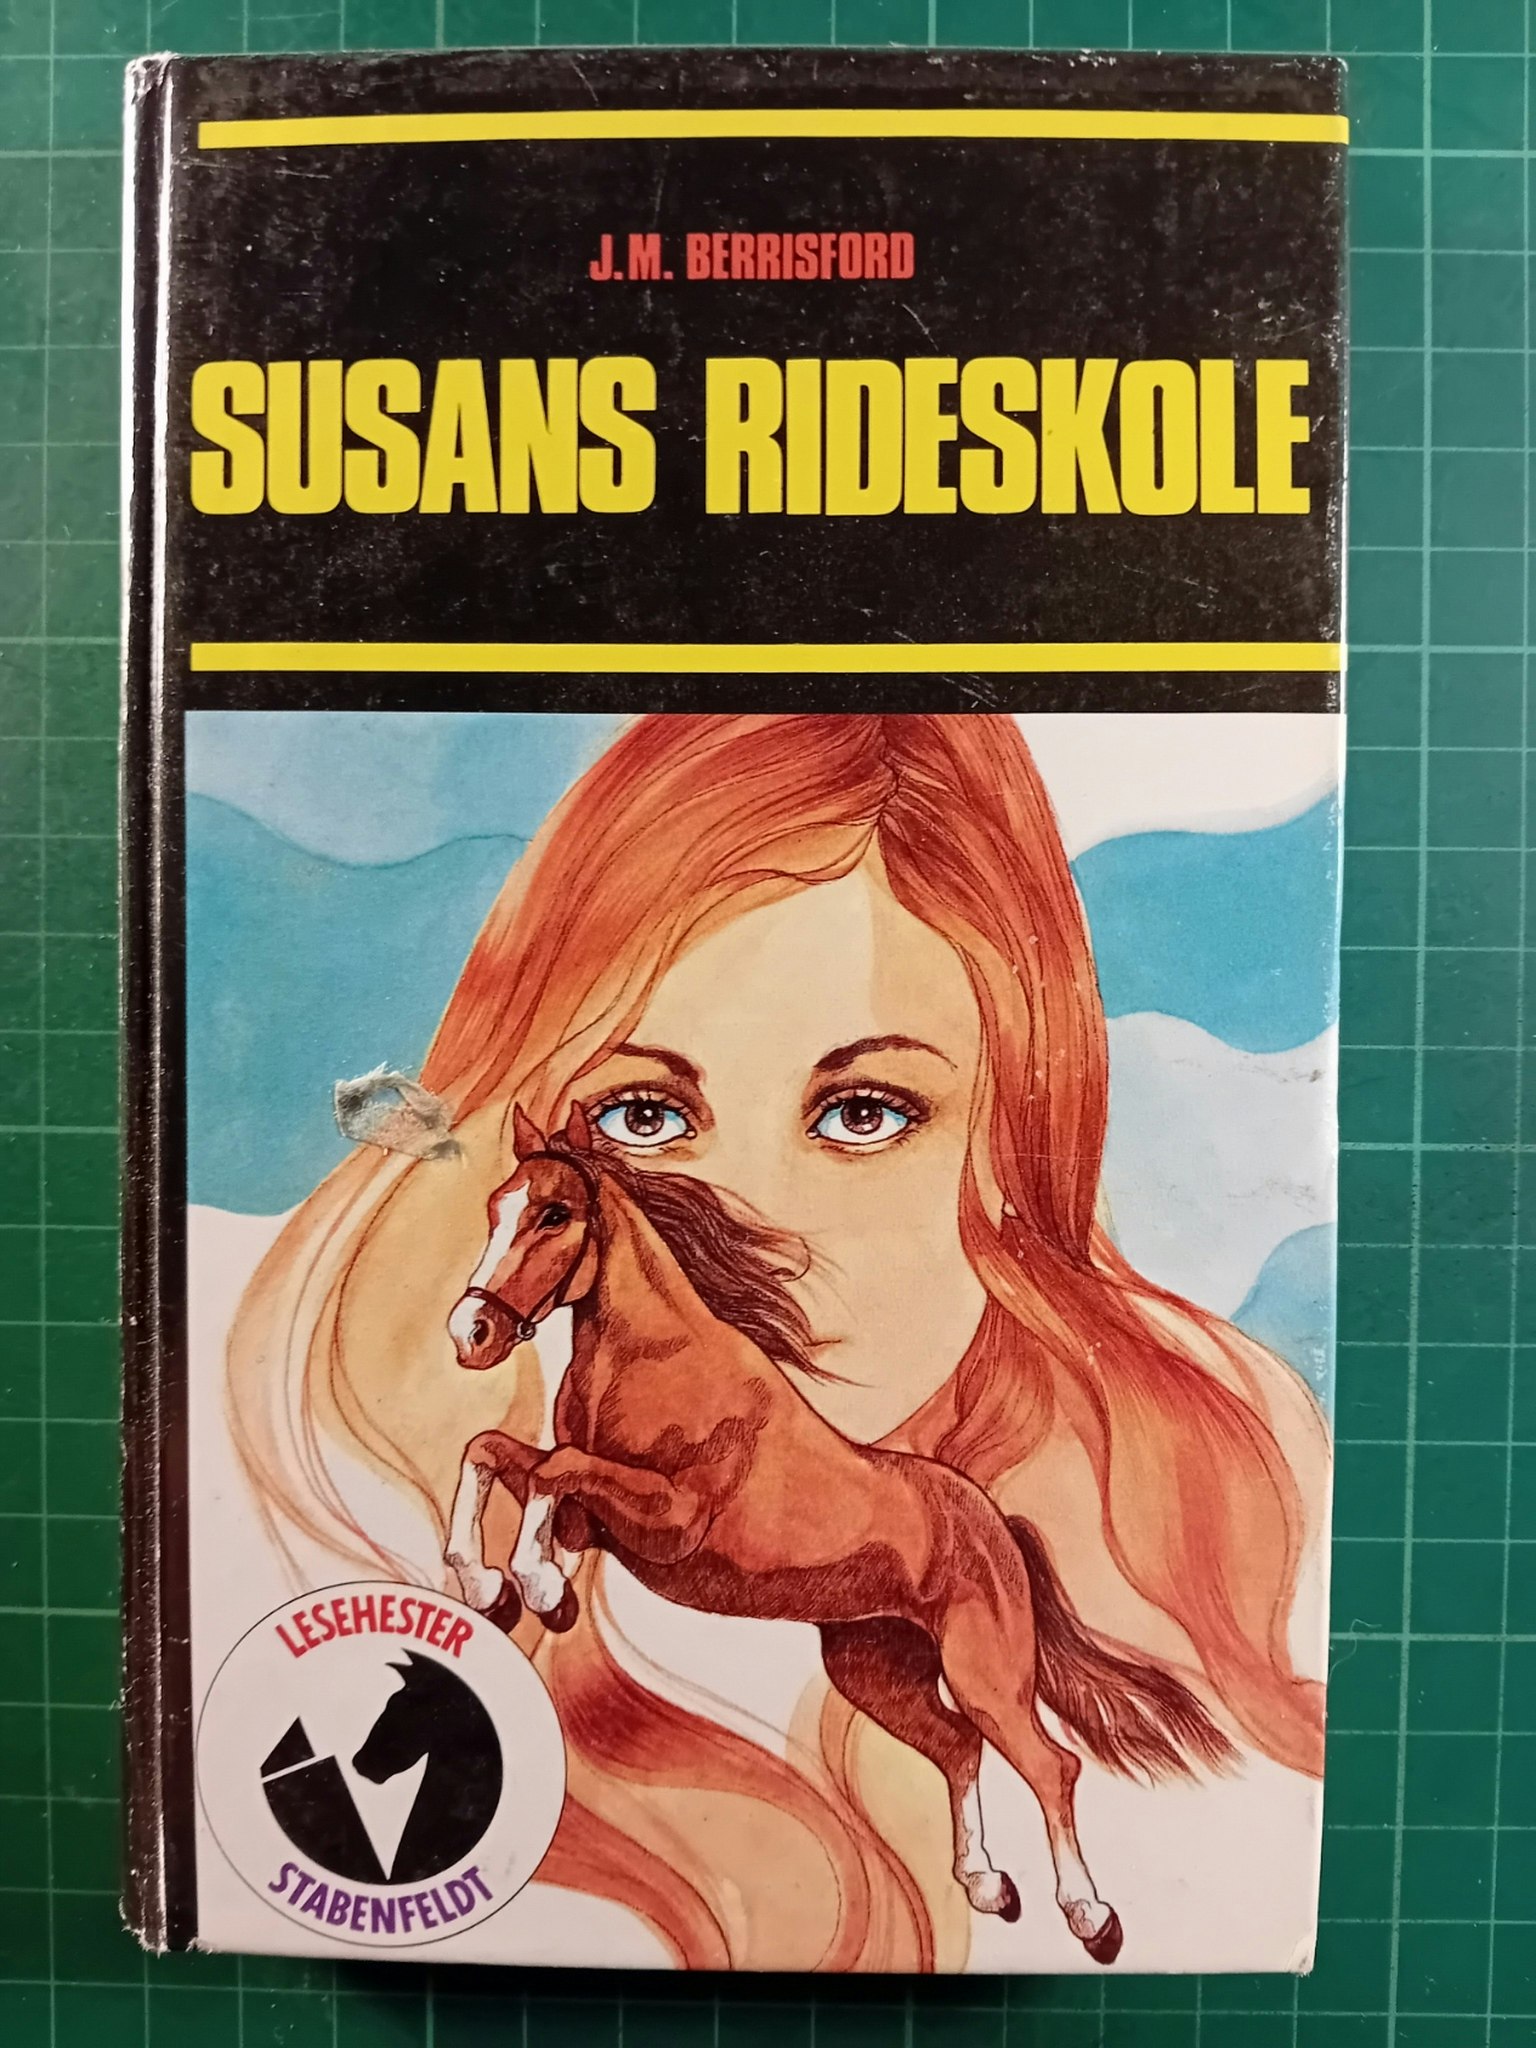 J.M. BERRISFORD
SUSANS RIDESKOLE
LESEHESTER
STABENFELDT